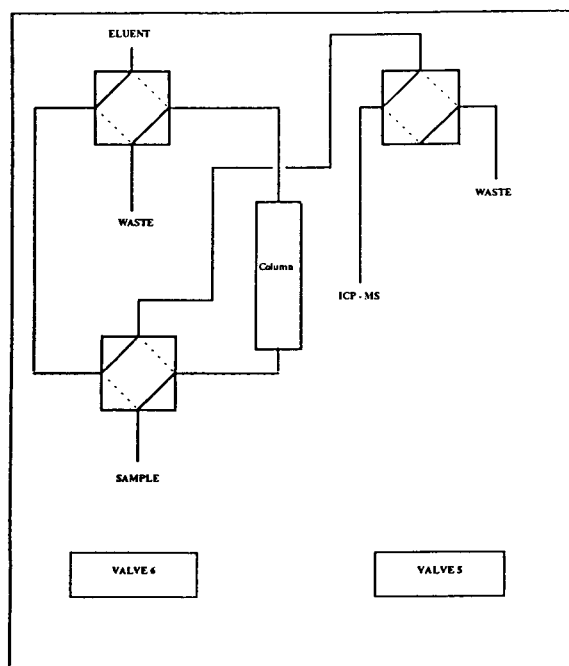 ELUENT
WASTE
WASTE
Column
ICP - MS
SAMPLE
VALVE 6
VALVE 5